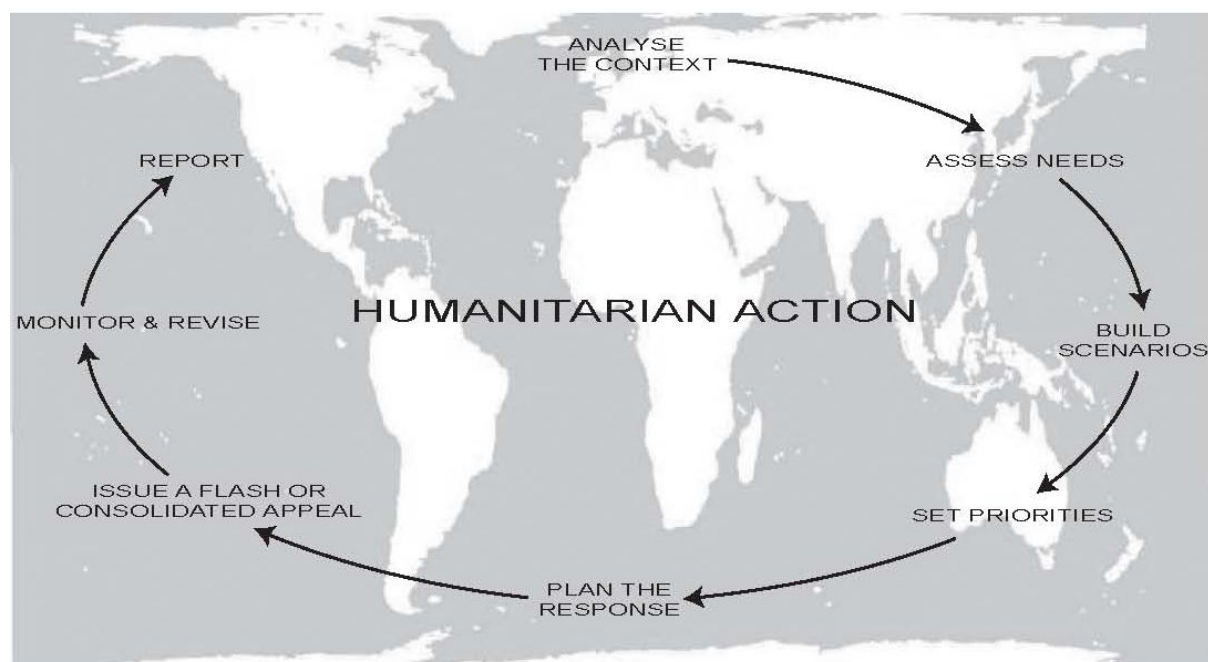 ANALYSE
THE CONTEXT
ASSESS NEEDS
BUILD
SCENARIOS
SET PRIORITIES
PLAN THE
RESPONSE
ISSUE A FLASH OR
CONSOLIDATED APPEAL
MONITOR & REVISE
REPORT
HUMANITARIAN ACTION